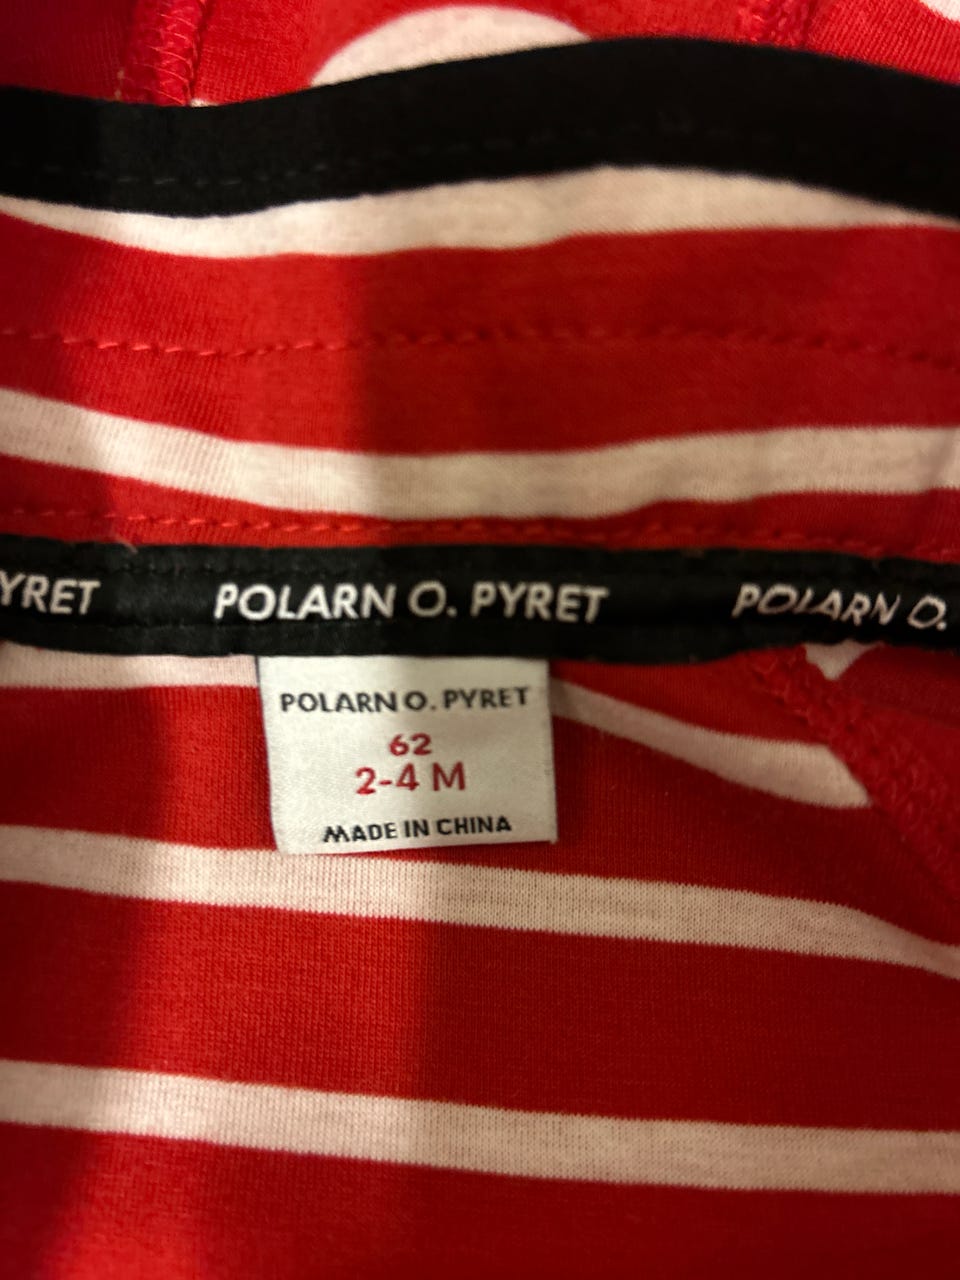 YRET POLARN O. PYRET POLARN O.
POLARN O. PYRET
62
2-4 M
MADE IN CHINA